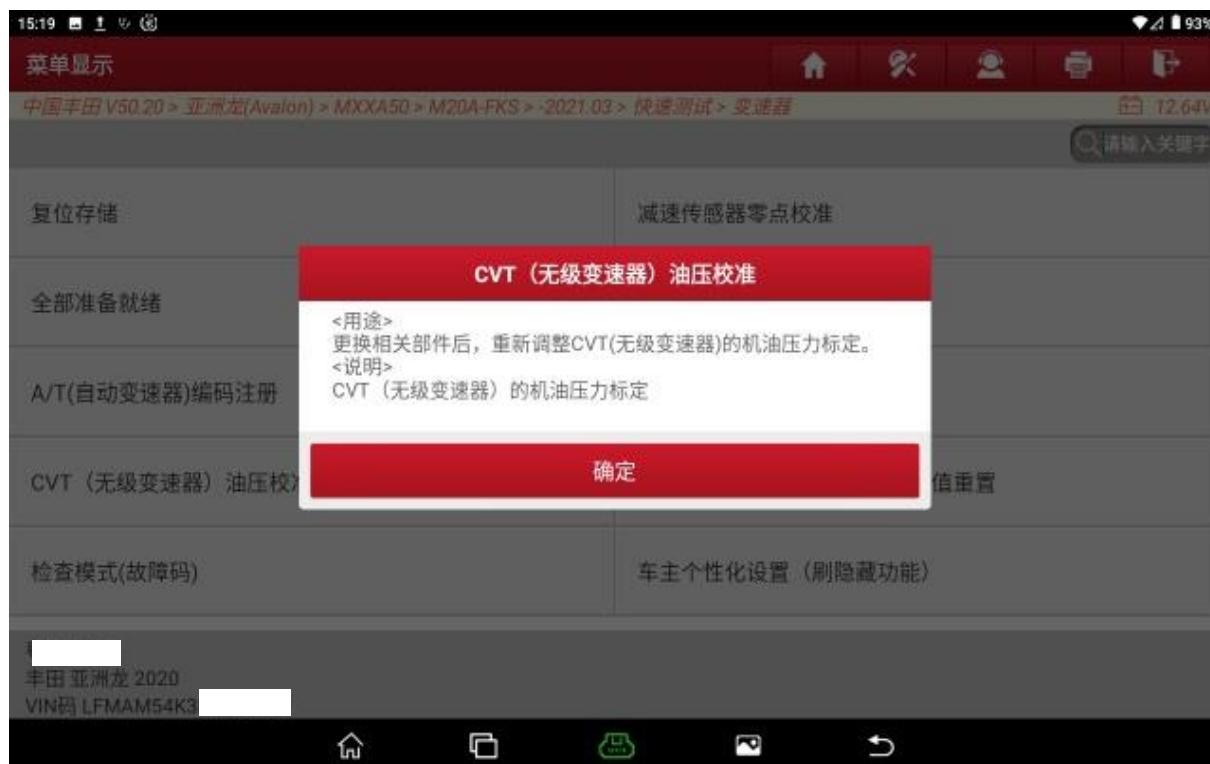 15:19
93%
菜单显示
中国丰田 V50.20 > 亚洲龙(Avalon) > MXXA50 > M20A-FKS > -2021.03 > 快速测试 > 变速器
12.64V
请输入关键字
复位存储
减速传感器零点校准
CVT（无级变速器）油压校准
全部准备就绪
<用途>
更换相关部件后，重新调整CVT(无级变速器)的机油压力标定。
<说明>
CVT（无级变速器）的机油压力标定
A/T(自动变速器)编码注册
确定
CVT（无级变速器）油压校
值重置
检查模式(故障码)
车主个性化设置（刷隐藏功能）
丰田 亚洲龙 2020
VIN码 LFMAM54K3